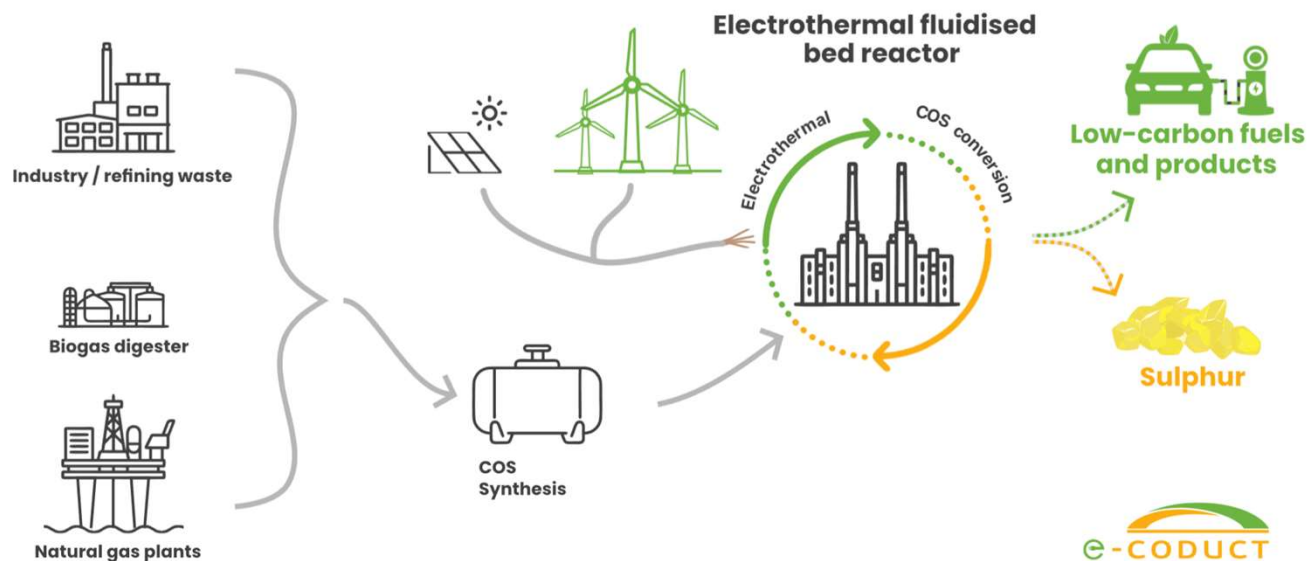 Electrothermal fluidised
bed reactor
Industry / refining waste
Electrothermal
COS conversion
Low-carbon fuels
and products
Biogas digester
Sulphur
COS
Synthesis
Natural gas plants
e-CODUCT